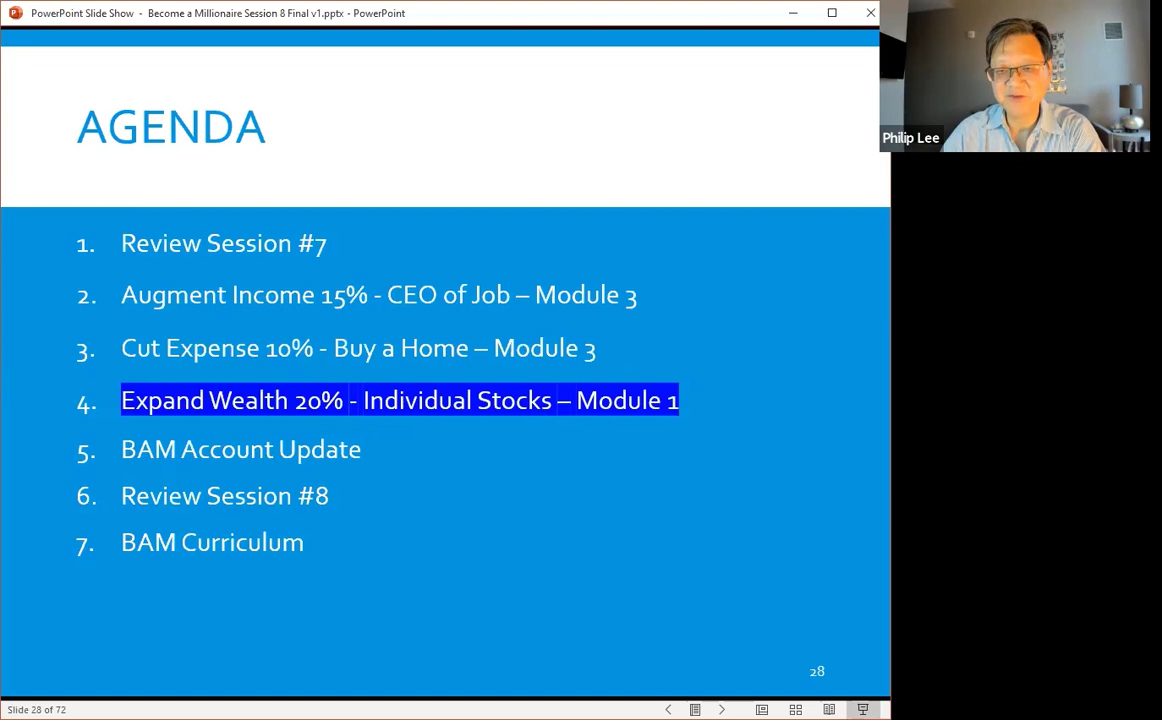 PowerPoint Slide Show - Become a Millionaire Session 8 Final v1.pptx - PowerPoint
Philip Lee
AGENDA
1. Review Session #7
2. Augment Income 15% - CEO of Job – Module 3
3. Cut Expense 10% - Buy a Home – Module 3
4. Expand Wealth 20% - Individual Stocks – Module 1
5. BAM Account Update
6. Review Session #8
7. BAM Curriculum
28
Slide 28 of 72